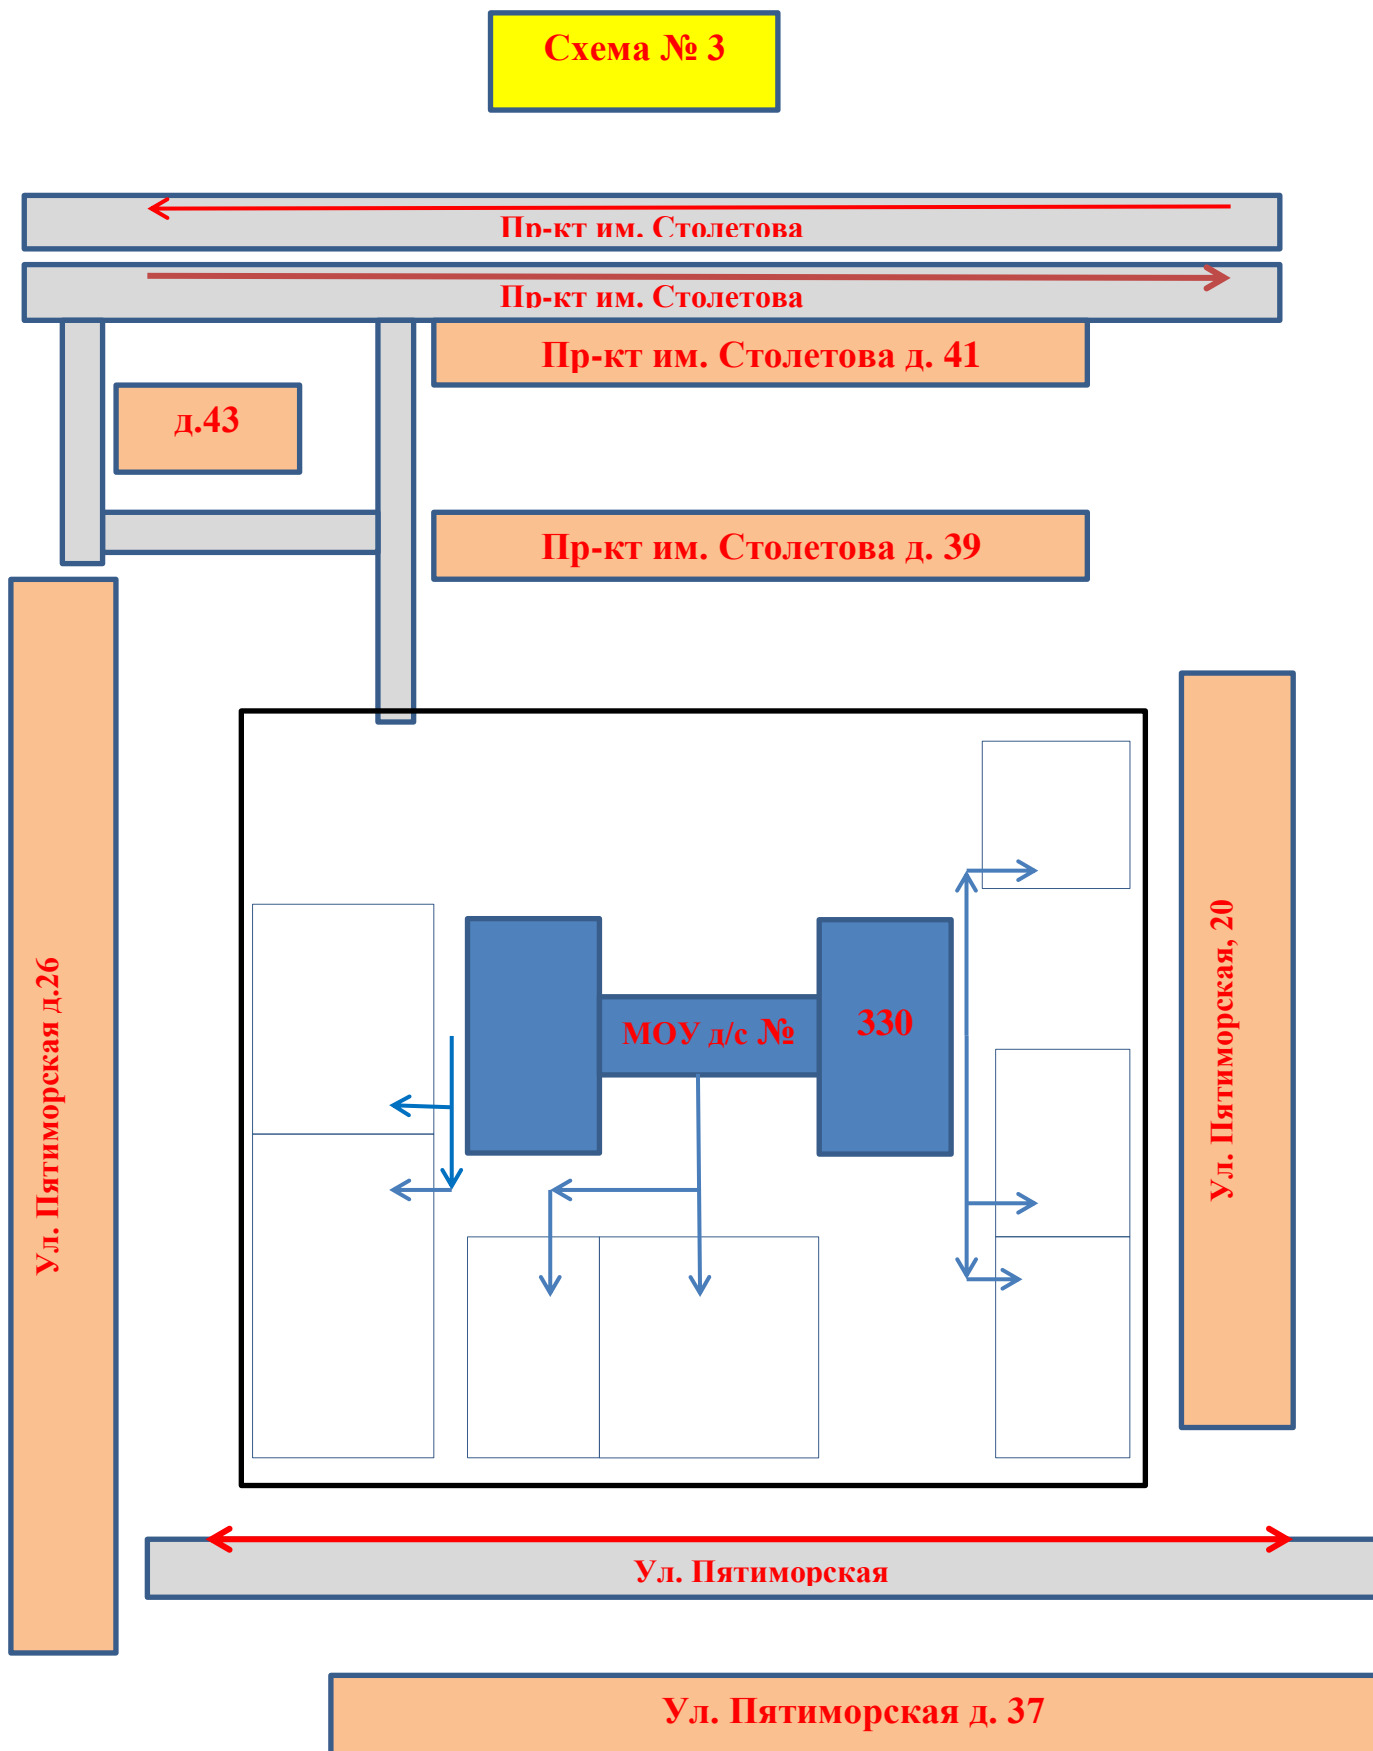 Схема № 3
Пр-кт им. Столетова
Пр-кт им. Столетова
Пр-кт им. Столетова д. 41
д.43
Пр-кт им. Столетова д. 39
Ул. Пятиморская д.26
Ул. Пятиморская, 20
МОУ д/с №
330
Ул. Пятиморская
Ул. Пятиморская д. 37